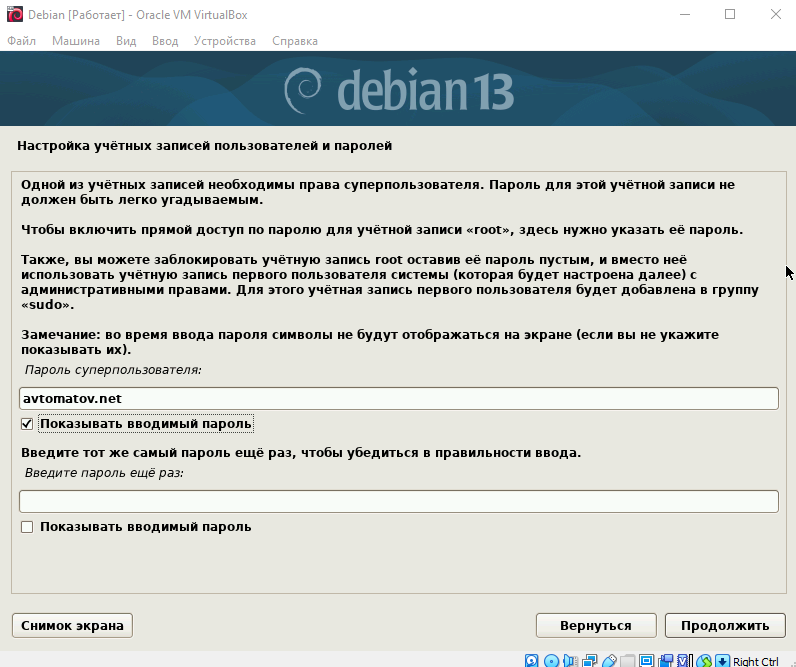 Debian [Работает] - Oracle VM VirtualBox
Файл Машина Вид Ввод Устройства Справка
debian 13
Настройка учётных записей пользователей и паролей
Одной из учётных записей необходимы права суперпользователя. Пароль для этой учётной записи не
должен быть легко угадываемым.
Чтобы включить прямой доступ по паролю для учётной записи «root», здесь нужно указать её пароль.
Также, вы можете заблокировать учётную запись root оставив её пароль пустым, и вместо неё
использовать учётную запись первого пользователя системы (которая будет настроена далее) с
административными правами. Для этого учётная запись первого пользователя будет добавлена в группу
«sudo».
Замечание: во время ввода пароля символы не будут отображаться на экране (если вы не укажите
показывать их).
Пароль суперпользователя:
avtomatov.net
Показывать вводимый пароль
Введите тот же самый пароль ещё раз, чтобы убедиться в правильности ввода.
Введите пароль ещё раз:
Показывать вводимый пароль
Снимок экрана Вернуться Продолжить
Right Ctrl